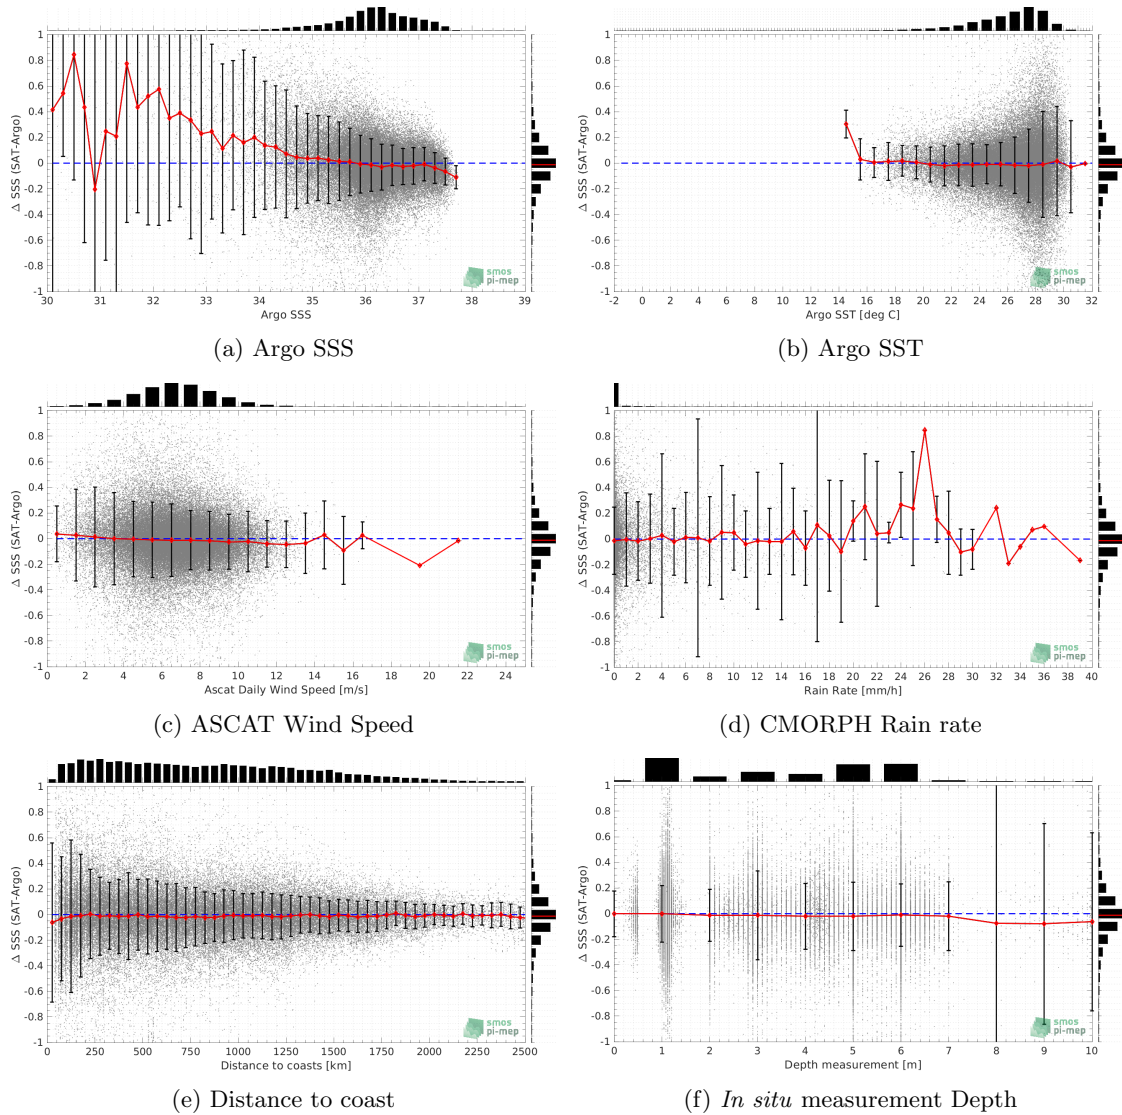 1
0.8
0.6
0.4
0.2
0
-0.2
-0.4
-0.6
-0.8
-1
Δ SSS (SAT-Argo)
30 31 32 33 34 35 36 37 38 39
Argo SSS
smos
pi-mep
(a) Argo SSS
1
0.8
0.6
0.4
0.2
0
-0.2
-0.4
-0.6
-0.8
-1
Δ SSS (SAT-Argo)
-2 0 2 4 6 8 10 12 14 16 18 20 22 24 26 28 30 32
Argo SST [deg C]
smos
pi-mep
(b) Argo SST
1
0.8
0.6
0.4
0.2
0
-0.2
-0.4
-0.6
-0.8
-1
Δ SSS (SAT-Argo)
0 2 4 6 8 10 12 14 16 18 20 22 24
Ascat Daily Wind Speed [m/s]
smos
pi-mep
(c) ASCAT Wind Speed
1
0.8
0.6
0.4
0.2
0
-0.2
-0.4
-0.6
-0.8
-1
Δ SSS (SAT-Argo)
0 2 4 6 8 10 12 14 16 18 20 22 24 26 28 30 32 34 36 38 40
Rain Rate [mm/h]
smos
pi-mep
(d) CMORPH Rain rate
1
0.8
0.6
0.4
0.2
0
-0.2
-0.4
-0.6
-0.8
-1
Δ SSS (SAT-Argo)
0 250 500 750 1000 1250 1500 1750 2000 2250 2500
Distance to coasts [km]
smos
pi-mep
(e) Distance to coast
1
0.8
0.6
0.4
0.2
0
-0.2
-0.4
-0.6
-0.8
-1
Δ SSS (SAT-Argo)
0 1 2 3 4 5 6 7 8 9 10
Depth measurement [m]
smos
pi-mep
(f) In situ measurement Depth